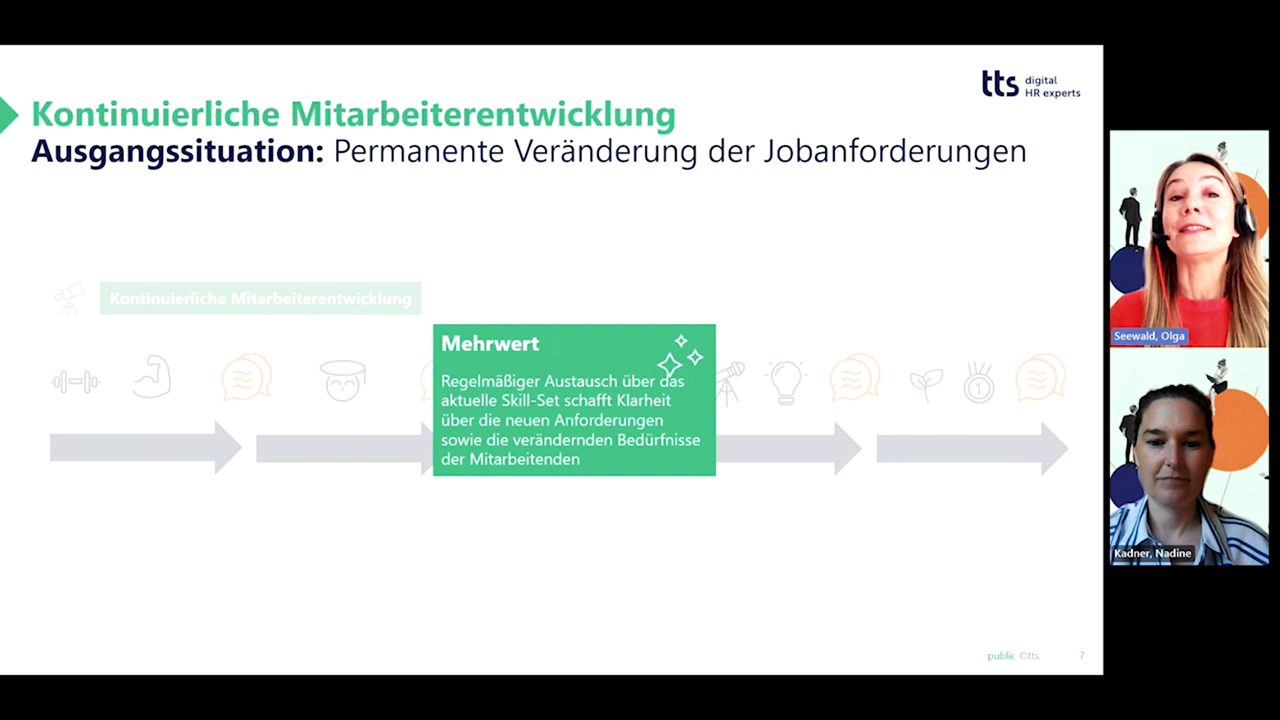 tts digital
HR experts
Kontinuierliche Mitarbeiterentwicklung
Ausgangssituation: Permanente Veränderung der Jobanforderungen
Kontinuierliche Mitarbeiterentwicklung
Mehrwert
Regelmäßiger Austausch über das
aktuelle Skill-Set schafft Klarheit
über die neuen Anforderungen
sowie die verändernden Bedürfnisse
der Mitarbeitenden
1
Seewald, Olga
Kadner, Nadine
public ©tts 7